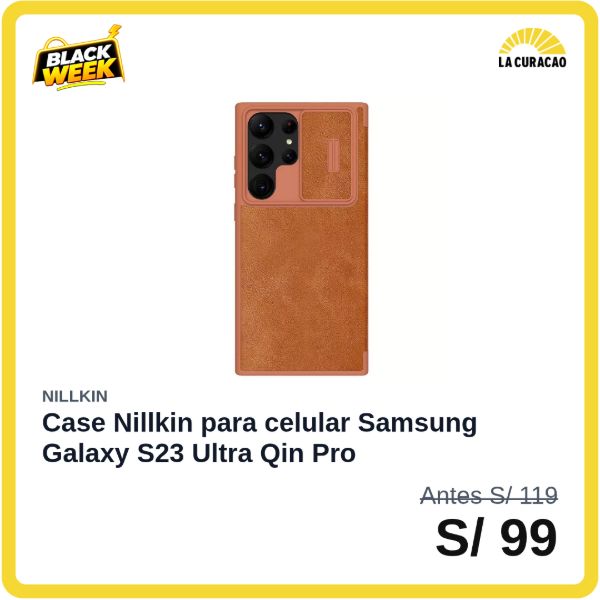 BLACK
WEEK
LA CURACAO
NILLKIN
Case Nillkin para celular Samsung
Galaxy S23 Ultra Qin Pro
Antes S/ 119
S/ 99